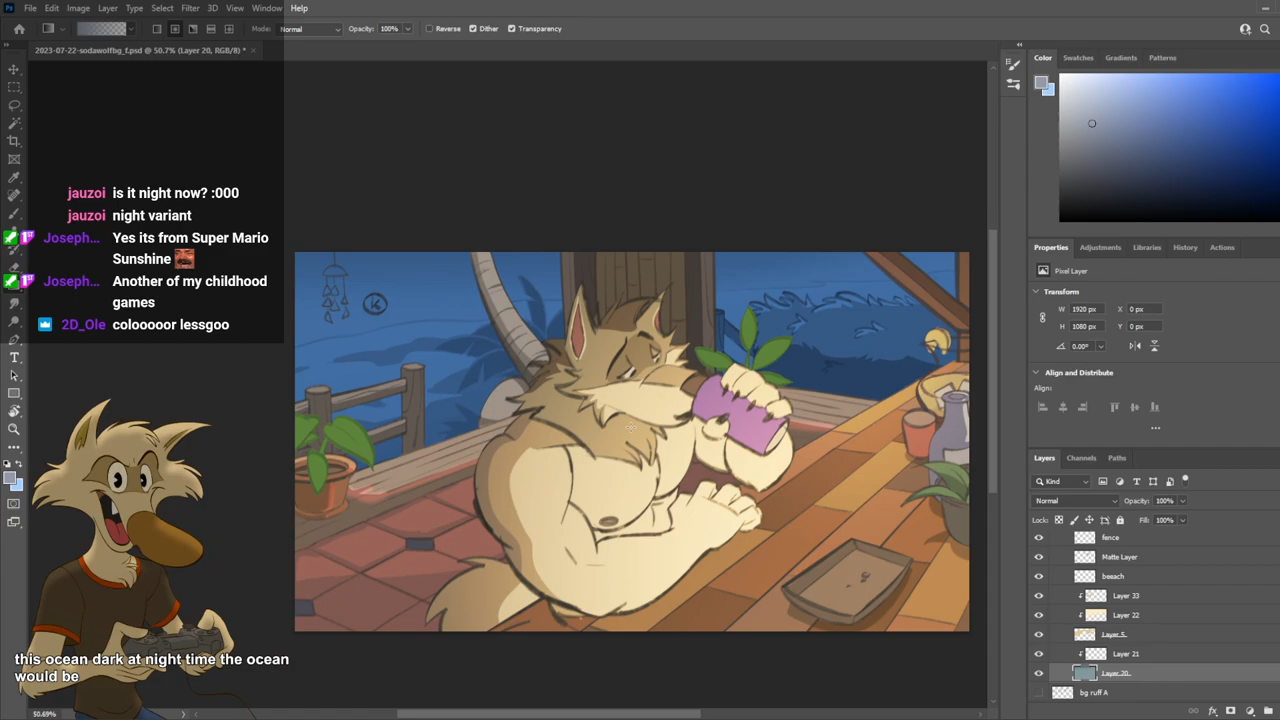 File Edit Image Layer Type Select Filter 3D View Window Help
Mode: Normal Opacity: 100% Reverse Dither Transparency
2023-07-22-sodawolfbg_f.psd @ 50.7% (Layer 20, RGB/8) *
Color Swatches Gradients Patterns
jauzoi is it night now? :000
jauzoi night variant
Joseph... Yes its from Super Mario
Sunshine
Joseph... Another of my childhood
games
2D_Ole colooooor lessgoo
Properties Adjustments Libraries History Actions
Pixel Layer
Transform
W 1920 px X 0 px
H 1080 px Y 0 px
0.00°
Align and Distribute
Align:
Layers Channels Paths
Kind
Normal Opacity: 100%
Lock: Fill: 100%
fence
Matte Layer
beeach
Layer 33
Layer 22
Layer 5
Layer 21
Layer 20
bg ruff A
this ocean dark at night time the ocean
would be
50.69%